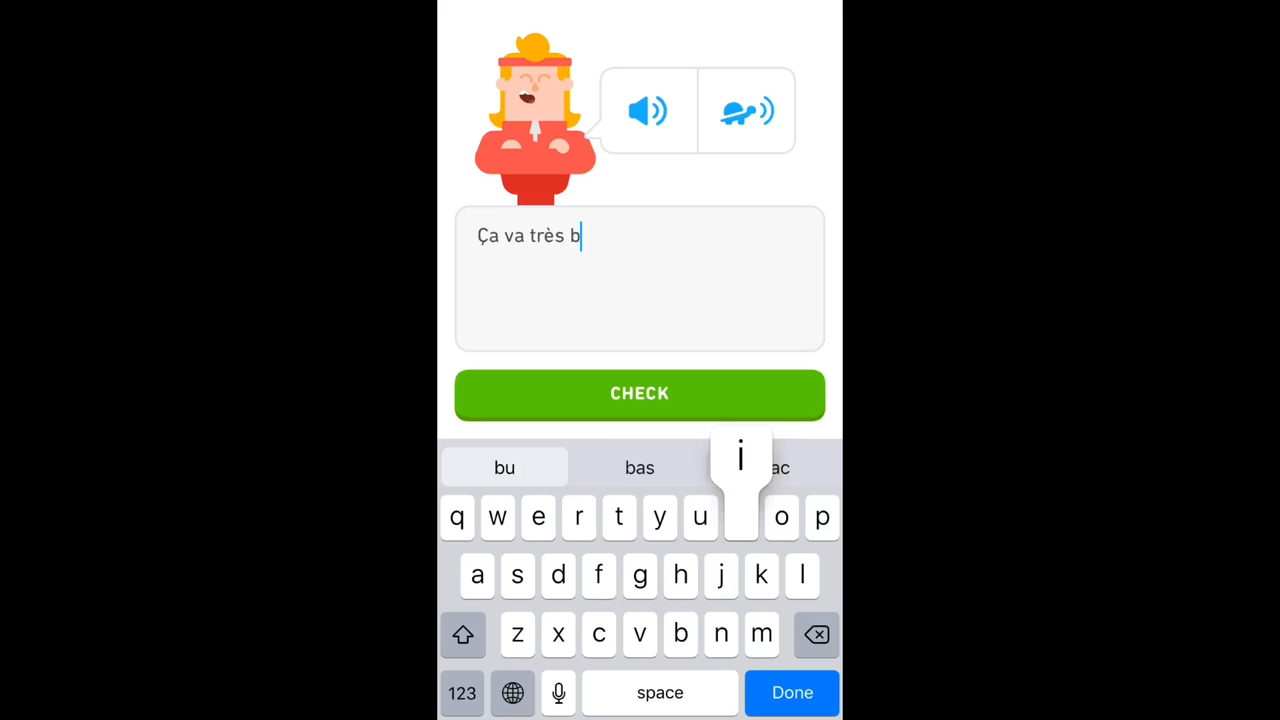 Ça va très b
CHECK
i
bu bas ac
q w e r t y u o p
a s d f g h j k l
z x c v b n m
123 space Done